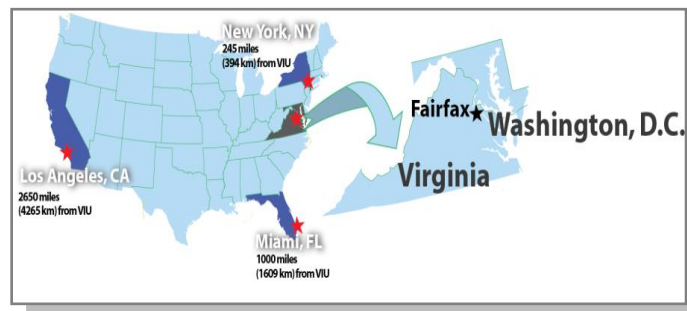 New York, NY
245 miles
(394 km) from VIU
Fairfax
Washington, D.C.
Virginia
Los Angeles, CA
2650 miles
(4265 km) from VIU
Miami, FL
1000 miles
(1609 km) from VIU